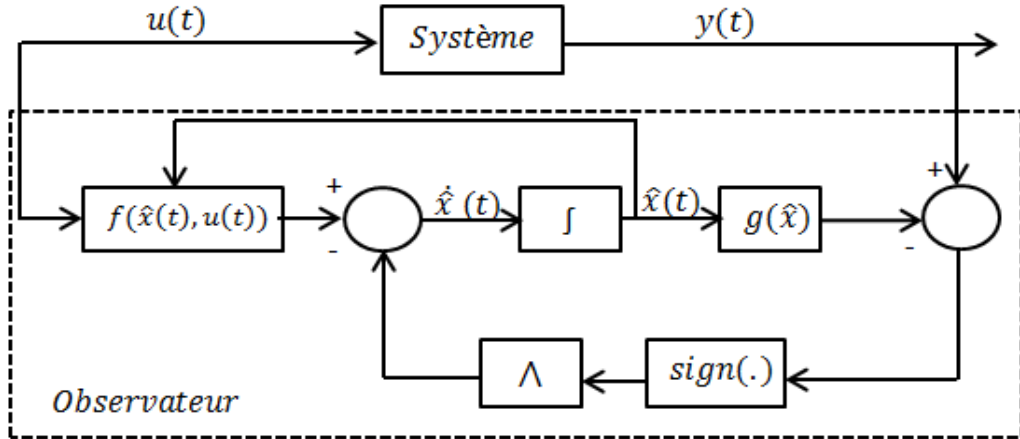 u(t)
Système
y(t)
+
f(x̂(t), u(t))
+
-
ẋ̂ (t)
∫
x̂(t)
g(x̂)
-
Λ
sign(.)
Observateur